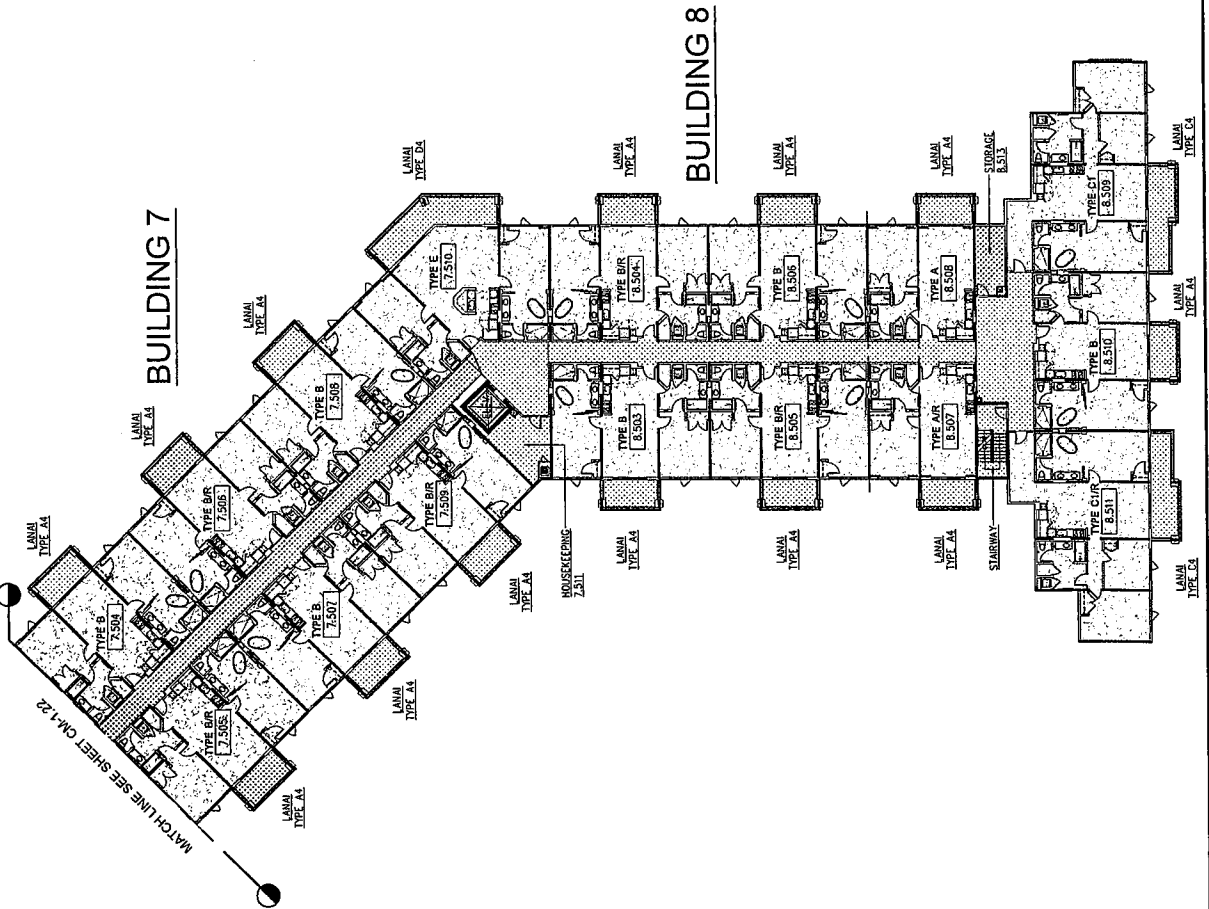 BUILDING 7
BUILDING 8
MATCH LINE SEE SHEET CM-1.22
LANAI
TYPE A4
TYPE B
7.504
LANAI
TYPE A4
TYPE B/R
7.505
LANAI
TYPE A4
TYPE B/R
7.506
LANAI
TYPE A4
TYPE B
7.507
LANAI
TYPE A4
TYPE B
7.508
LANAI
TYPE A4
TYPE B/R
7.509
LANAI
TYPE D4
TYPE E
7.510
HOUSEKEEPING
7.511
TYPE B
8.503
LANAI
TYPE A4
LANAI
TYPE A4
TYPE B/R
8.504
TYPE B/R
8.505
LANAI
TYPE A4
LANAI
TYPE A4
TYPE B
8.506
TYPE A/R
8.507
LANAI
TYPE A4
LANAI
TYPE A4
TYPE A
8.508
STORAGE
8.513
STAIRWAY
TYPE C1
8.509
LANAI
TYPE C4
TYPE B
8.510
LANAI
TYPE A4
TYPE C1/R
8.511
LANAI
TYPE C4